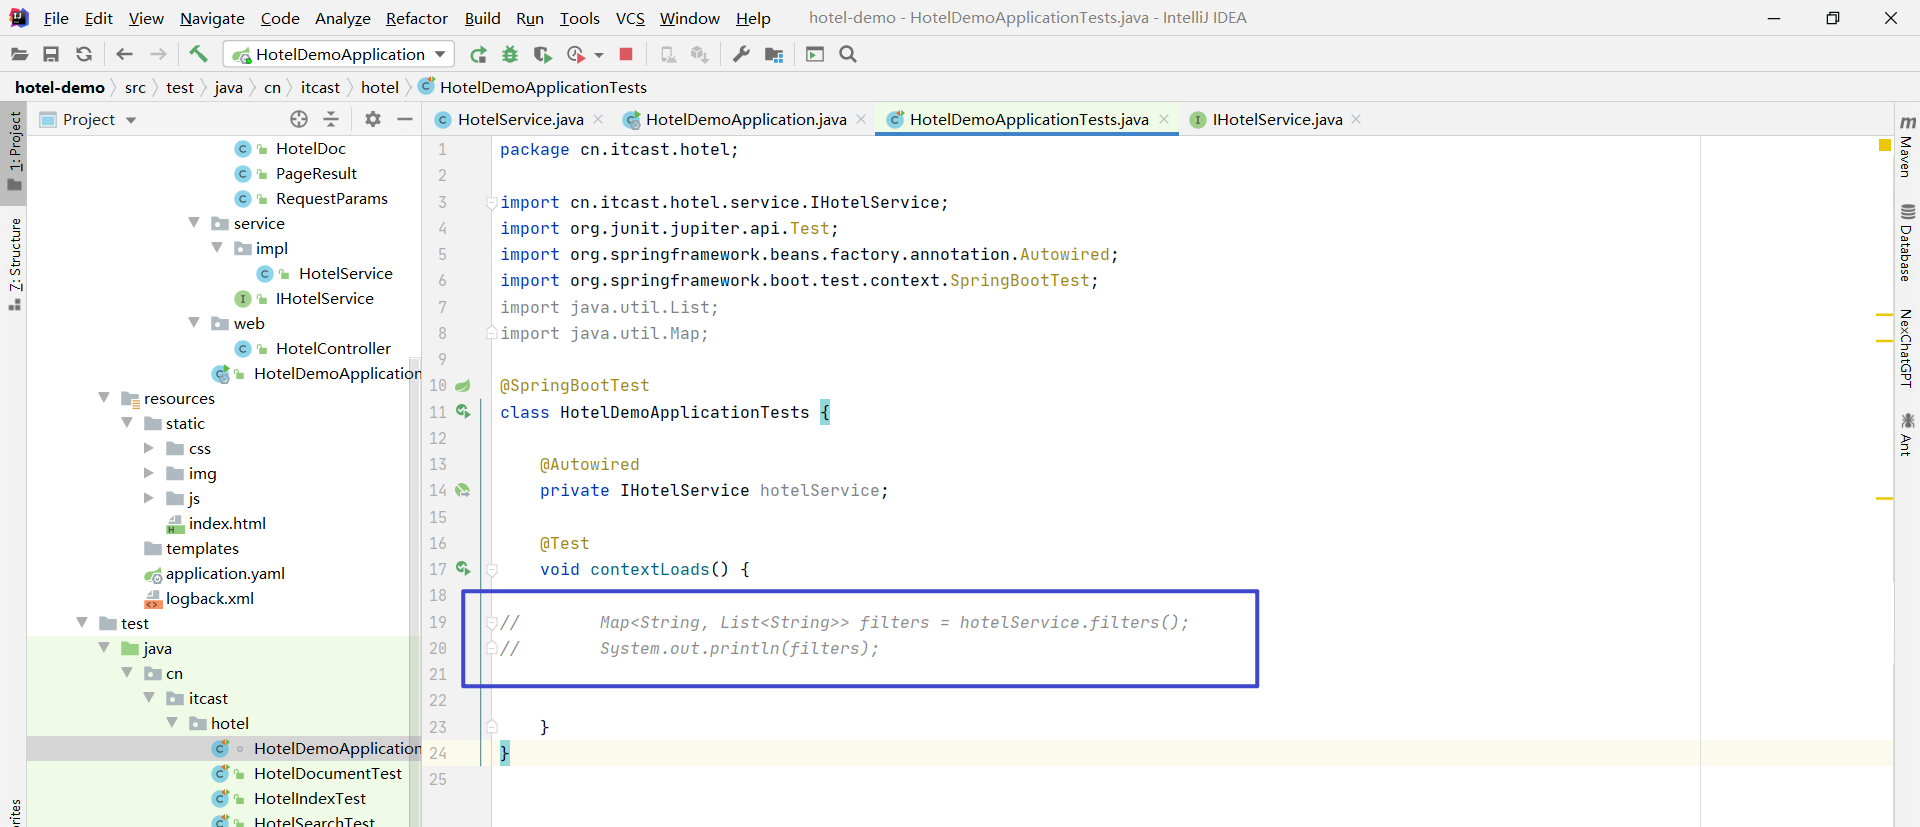 File Edit View Navigate Code Analyze Refactor Build Run Tools VCS Window Help hotel-demo - HotelDemoApplicationTests.java - IntelliJ IDEA
HotelDemoApplication
hotel-demo src test java cn itcast hotel HotelDemoApplicationTests
Project
HotelService.java HotelDemoApplication.java HotelDemoApplicationTests.java IHotelService.java
1: Project
7: Structure
HotelDoc
PageResult
RequestParams
service
impl
HotelService
IHotelService
web
HotelController
HotelDemoApplication
resources
static
css
img
js
index.html
templates
application.yaml
logback.xml
test
java
cn
itcast
hotel
HotelDemoApplication
HotelDocumentTest
HotelIndexTest
HotelSearchTest
1 package cn.itcast.hotel;
2
3 import cn.itcast.hotel.service.IHotelService;
4 import org.junit.jupiter.api.Test;
5 import org.springframework.beans.factory.annotation.Autowired;
6 import org.springframework.boot.test.context.SpringBootTest;
7 import java.util.List;
8 import java.util.Map;
9
10 @SpringBootTest
11 class HotelDemoApplicationTests {
12
13 @Autowired
14 private IHotelService hotelService;
15
16 @Test
17 void contextLoads() {
18
19 // Map<String, List<String>> filters = hotelService.filters();
20 // System.out.println(filters);
21
22
23 }
24 }
25
Maven
Database
NexChatGPT
Ant